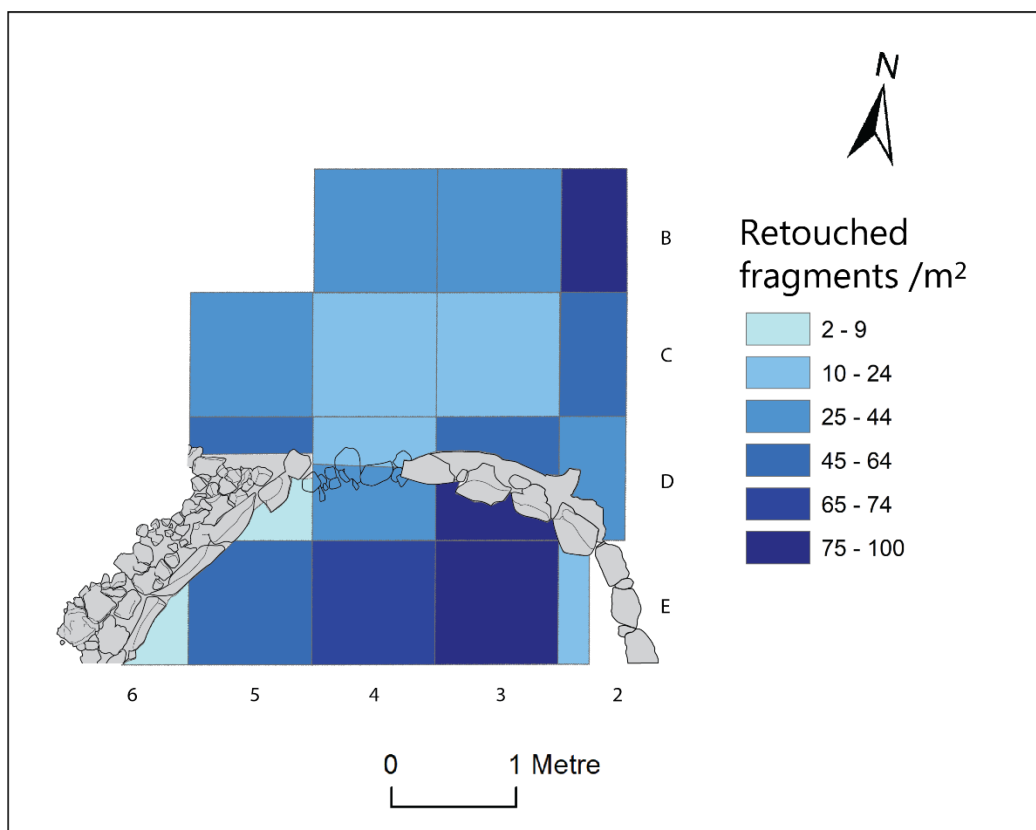 N
B
C
D
E
6 5 4 3 2
0 1 Metre
Retouched
fragments /m²
2 - 9
10 - 24
25 - 44
45 - 64
65 - 74
75 - 100